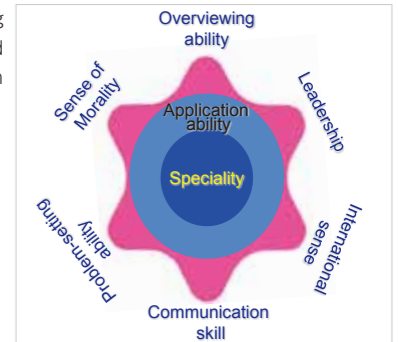 Overviewing
ability
Sense of
Morality
Leadership
Application
ability
Speciality
Problem-setting
ability
International
sense
Communication
skill